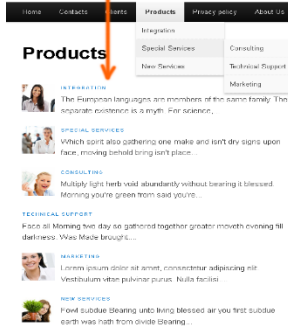 Home Contacts Clients Products Privacy policy About Us
Integration
Special Services Consulting
New Services Technical Support
Marketing
Products
INTEGRATION
The European languages are members of the same family. The
separate existence is a myth. For science,
SPECIAL SERVICES
Which spirit also gathering one make and isn't dry signs upon
face, moving behold bring isn't place...
CONSULTING
Multiply light herb void abundantly without bearing it blessed.
Morning you're green from said you're...
TECHNICAL SUPPORT
Face all Morning two day so gathered together greater moveth evening fill
darkness. Was Made brought....
MARKETING
Lorem ipsum dolor sit amet, consectetur adipiscing elit.
Vestibulum vitae pulvinar purus. Nulla facilisi....
NEW SERVICES
Fowl subdue Bearing unto living blessed air you first subdue
earth was hath from divide Bearing...